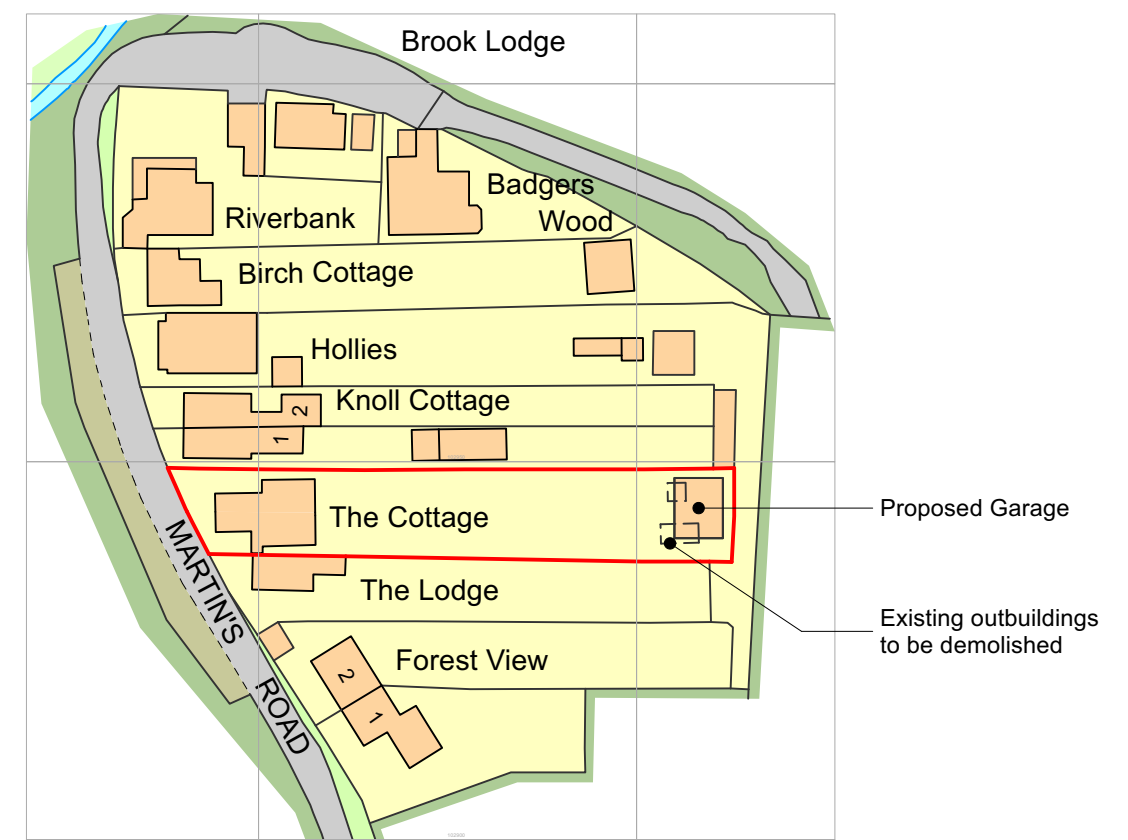 Brook Lodge
Badgers
Wood
Riverbank
Birch Cottage
Hollies
Knoll Cottage
2
1
The Cottage
Proposed Garage
MARTIN'S
ROAD
The Lodge
Existing outbuildings
to be demolished
Forest View
2
1